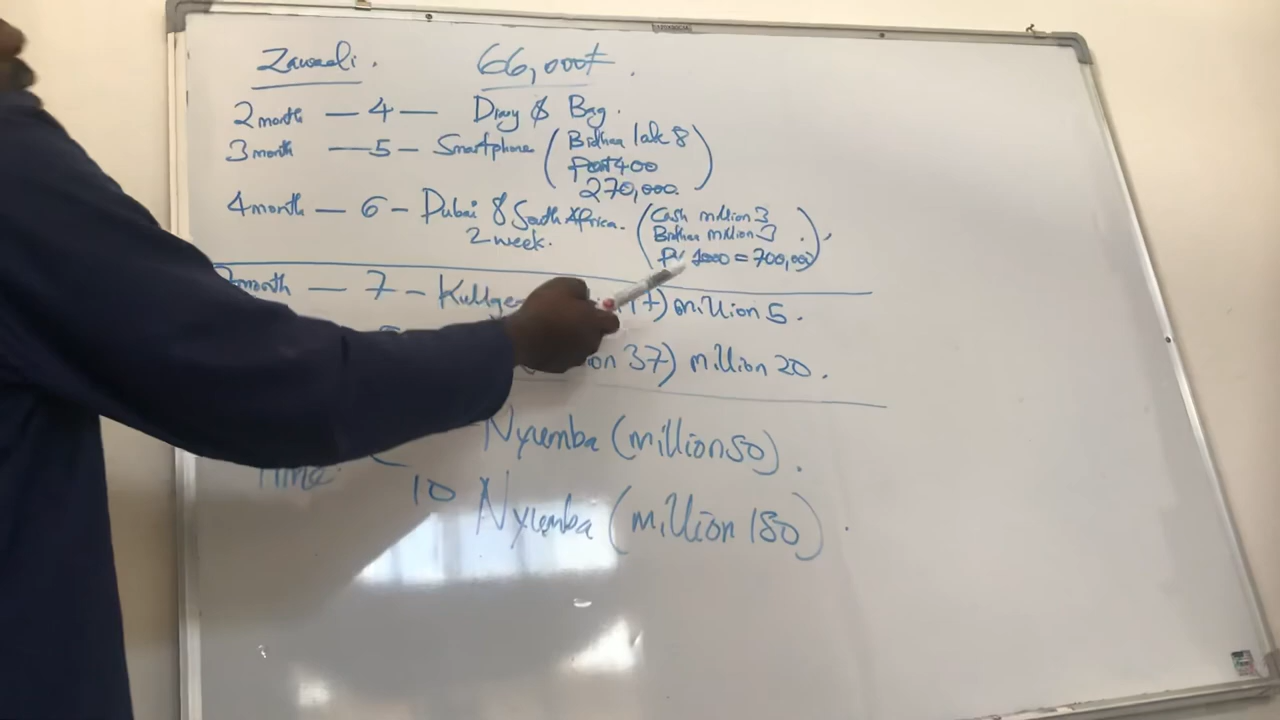 Zawadi. 66,000≠.
2 month — 4 — Diary & Bag.
3 month — 5 — Smartphone (Bidhaa laki 8
Point 400
270,000.)
4 month — 6 — Dubai & South Africa. (Cash million 3
2 week. Bidhaa million 3
PV 1000 = 700,000)
month — 7 — 17) million 5.
37) million 20.
Nyumba (million 50).
Time.
10 Nyumba (million 180).